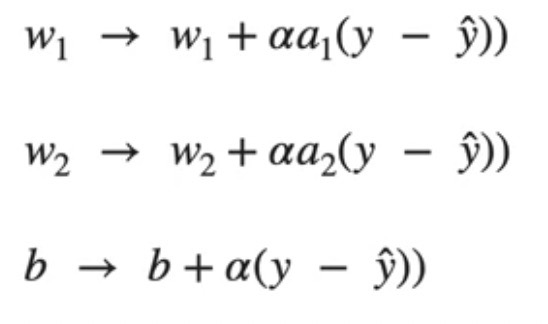 w₁ → w₁ + αa₁(y − ŷ))
w₂ → w₂ + αa₂(y − ŷ))
b → b + α(y − ŷ))